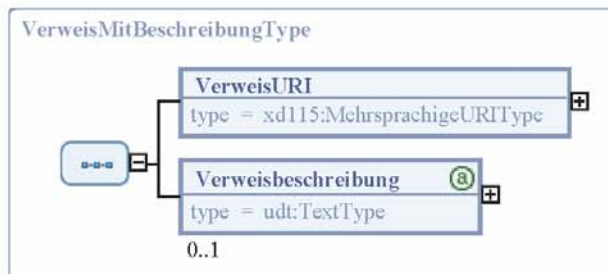 VerweisMitBeschreibungType
VerweisURI
type = xd115:MehrsprachigeURIType
Verweisbeschreibung a
type = udt:TextType
0..1